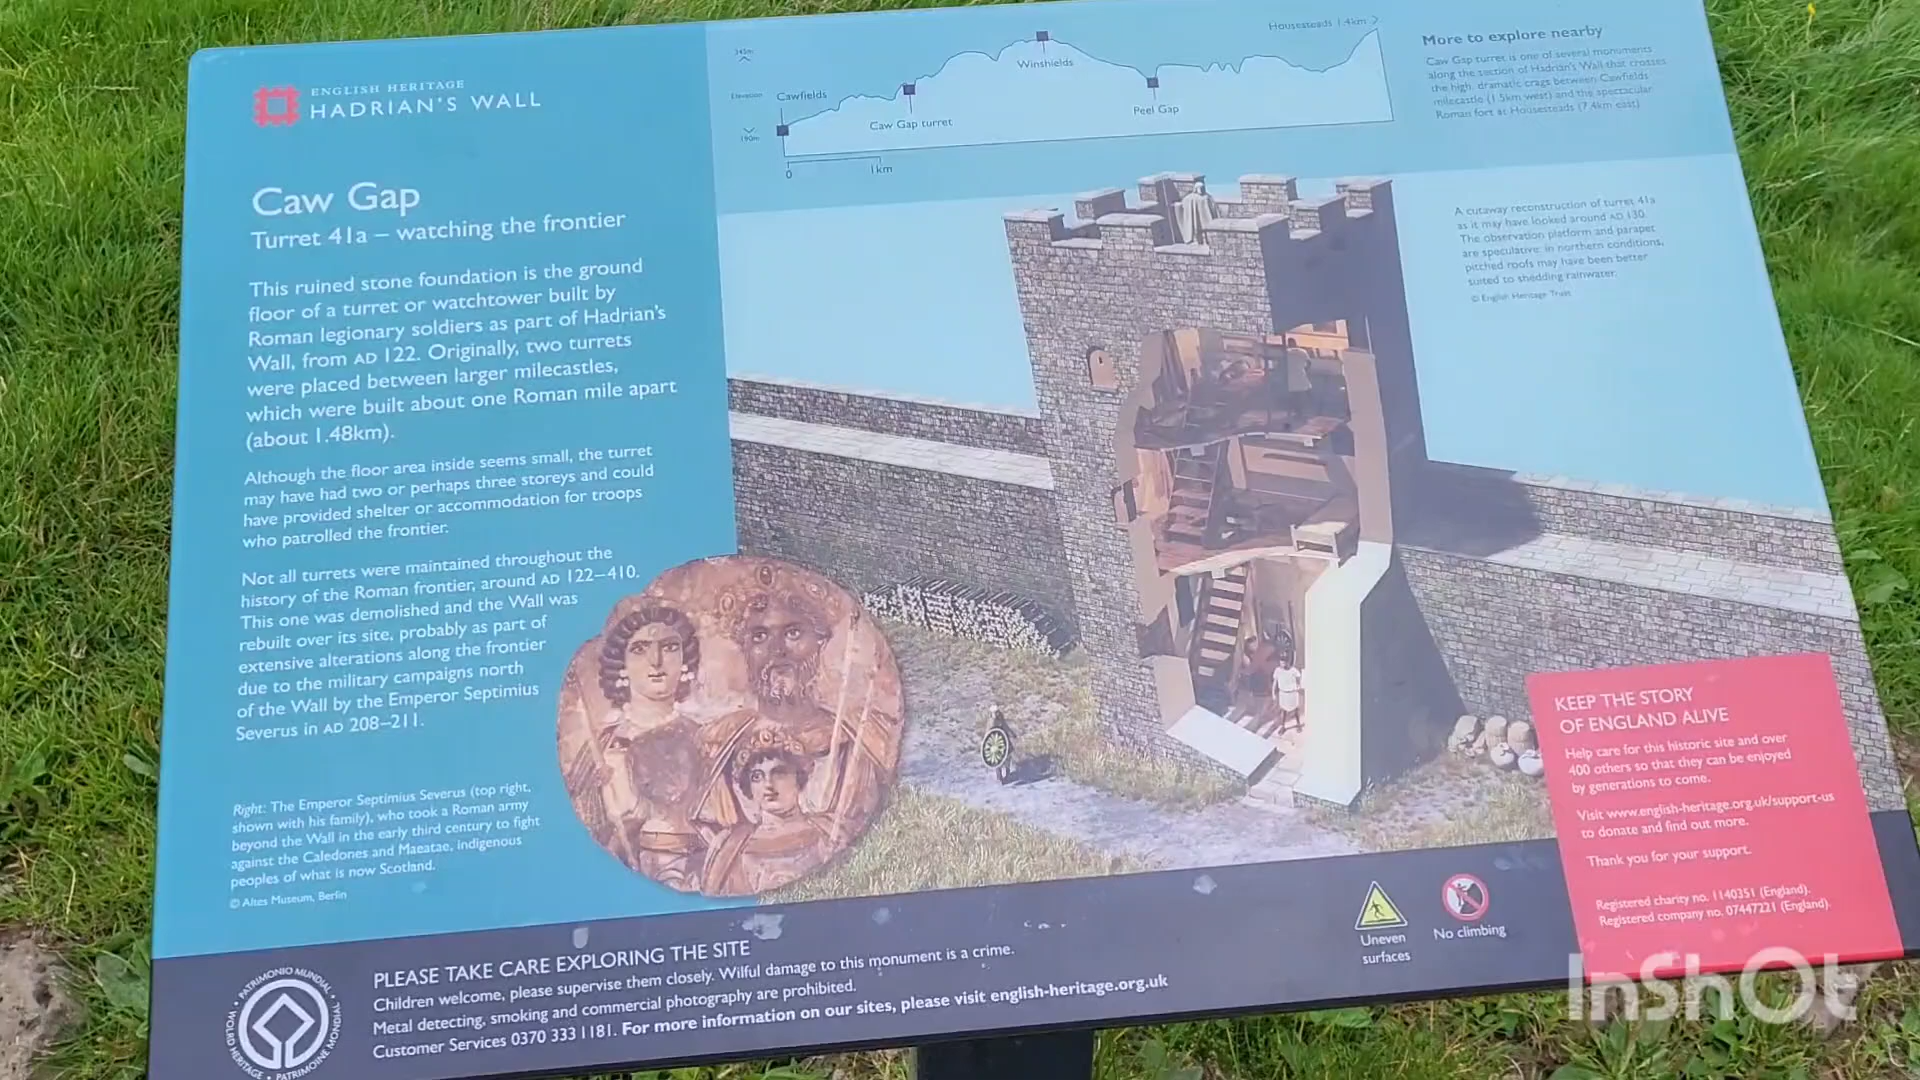 ENGLISH HERITAGE
HADRIAN'S WALL
Caw Gap
Turret 41a – watching the frontier
This ruined stone foundation is the ground
floor of a turret or watchtower built by
Roman legionary soldiers as part of Hadrian's
Wall, from AD 122. Originally, two turrets
were placed between larger milecastles,
which were built about one Roman mile apart
(about 1.48km).
Although the floor area inside seems small, the turret
may have had two or perhaps three storeys and could
have provided shelter or accommodation for troops
who patrolled the frontier.
Not all turrets were maintained throughout the
history of the Roman frontier, around AD 122–410.
This one was demolished and the Wall was
rebuilt over its site, probably as part of
extensive alterations along the frontier
due to the military campaigns north
of the Wall by the Emperor Septimius
Severus in AD 208–211.
Right: The Emperor Septimius Severus (top right,
shown with his family), who took a Roman army
beyond the Wall in the early third century to fight
against the Caledones and Maeatae, indigenous
peoples of what is now Scotland.
© Altes Museum, Berlin
345m
Elevation
190m
Cawfields
Caw Gap turret
Winshields
Peel Gap
Housesteads 1.4km >
0
1km
More to explore nearby
Caw Gap turret is one of several monuments
along the section of Hadrian's Wall that crosses
the high, dramatic crags between Cawfields
milecastle (1.5km west) and the spectacular
Roman fort at Housesteads (7.4km east).
A cutaway reconstruction of turret 41a
as it may have looked around AD 130.
The observation platform and parapet
are speculative: in northern conditions,
pitched roofs may have been better
suited to shedding rainwater.
© English Heritage Trust
KEEP THE STORY
OF ENGLAND ALIVE
Help care for this historic site and over
400 others so that they can be enjoyed
by generations to come.
Visit www.english-heritage.org.uk/support-us
to donate and find out more.
Thank you for your support.
Registered charity no. 1140351 (England).
Registered company no. 07447221 (England).
PATRIMONIO MUNDIAL
WORLD HERITAGE
PATRIMOINE MONDIAL
PLEASE TAKE CARE EXPLORING THE SITE
Children welcome, please supervise them closely. Wilful damage to this monument is a crime.
Metal detecting, smoking and commercial photography are prohibited.
Customer Services 0370 333 1181. For more information on our sites, please visit english-heritage.org.uk
Uneven
surfaces
No climbing
InShOt